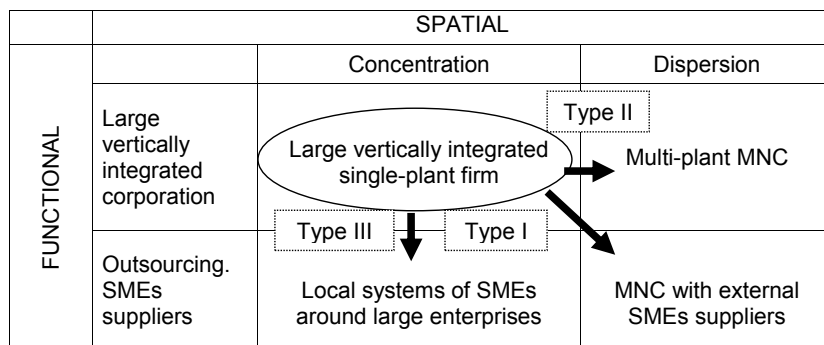 SPATIAL
FUNCTIONAL
Concentration
Dispersion
Large
vertically
integrated
corporation
Large vertically integrated
single-plant firm
Type II
Multi-plant MNC
Type III
Type I
Outsourcing.
SMEs
suppliers
Local systems of SMEs
around large enterprises
MNC with external
SMEs suppliers